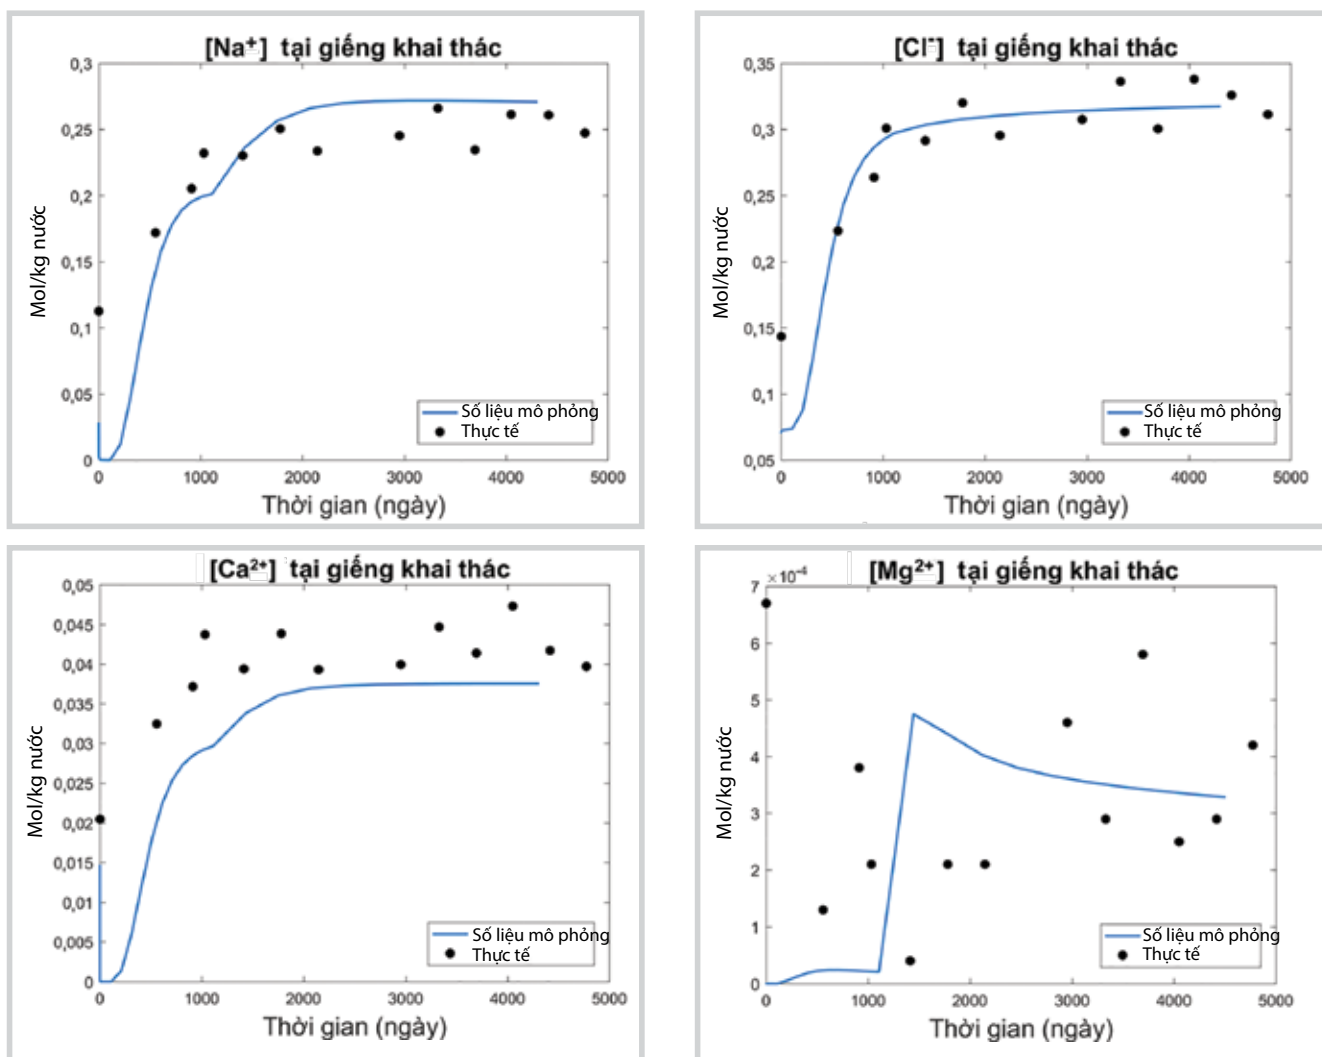 [Na⁺] tại giếng khai thác
0,3
0,25
0,2
0,15
0,1
0,05
0
Mol/kg nước
Số liệu mô phỏng
Thực tế
0 1000 2000 3000 4000 5000
Thời gian (ngày)
[Cl⁻] tại giếng khai thác
0,35
0,3
0,25
0,2
0,15
0,1
0,05
Mol/kg nước
Số liệu mô phỏng
Thực tế
0 1000 2000 3000 4000 5000
Thời gian (ngày)
[Ca²⁺] tại giếng khai thác
0,05
0,045
0,04
0,035
0,03
0,025
0,02
0,015
0,01
0,005
0
Mol/kg nước
Số liệu mô phỏng
Thực tế
0 1000 2000 3000 4000 5000
Thời gian (ngày)
[Mg²⁺] tại giếng khai thác
×10⁻⁴
7
6
5
4
3
2
1
0
Mol/kg nước
Số liệu mô phỏng
Thực tế
0 1000 2000 3000 4000 5000
Thời gian (ngày)